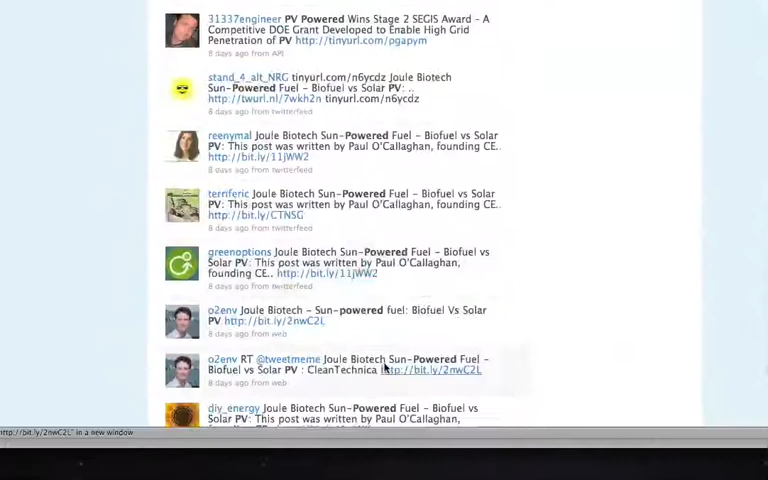 31337engineer PV Powered Wins Stage 2 SEGIS Award - A
Competitive DOE Grant Developed to Enable High Grid
Penetration of PV http://tinyurl.com/pgapym
8 days ago from API
stand_4_alt_NRG tinyurl.com/n6ycdz Joule Biotech
Sun-Powered Fuel - Biofuel vs Solar PV: ..
http://twurl.nl/7wkh2n tinyurl.com/n6ycdz
8 days ago from twitterfeed
reenymal Joule Biotech Sun-Powered Fuel - Biofuel vs Solar
PV: This post was written by Paul O'Callaghan, founding CE..
http://bit.ly/11jWW2
8 days ago from twitterfeed
terriferic Joule Biotech Sun-Powered Fuel - Biofuel vs Solar
PV: This post was written by Paul O'Callaghan, founding CE..
http://bit.ly/CTNSG
8 days ago from twitterfeed
greenoptions Joule Biotech Sun-Powered Fuel - Biofuel vs
Solar PV: This post was written by Paul O'Callaghan,
founding CE.. http://bit.ly/11jWW2
8 days ago from twitterfeed
o2env Joule Biotech - Sun-powered fuel: Biofuel Vs Solar
PV http://bit.ly/2nwC2L
8 days ago from web
o2env RT @tweetmeme Joule Biotech Sun-Powered Fuel -
Biofuel vs Solar PV : CleanTechnica http://bit.ly/2nwC2L
8 days ago from web
diy_energy Joule Biotech Sun-Powered Fuel - Biofuel vs
Solar PV: This post was written by Paul O'Callaghan,
http://bit.ly/2nwC2L" in a new window